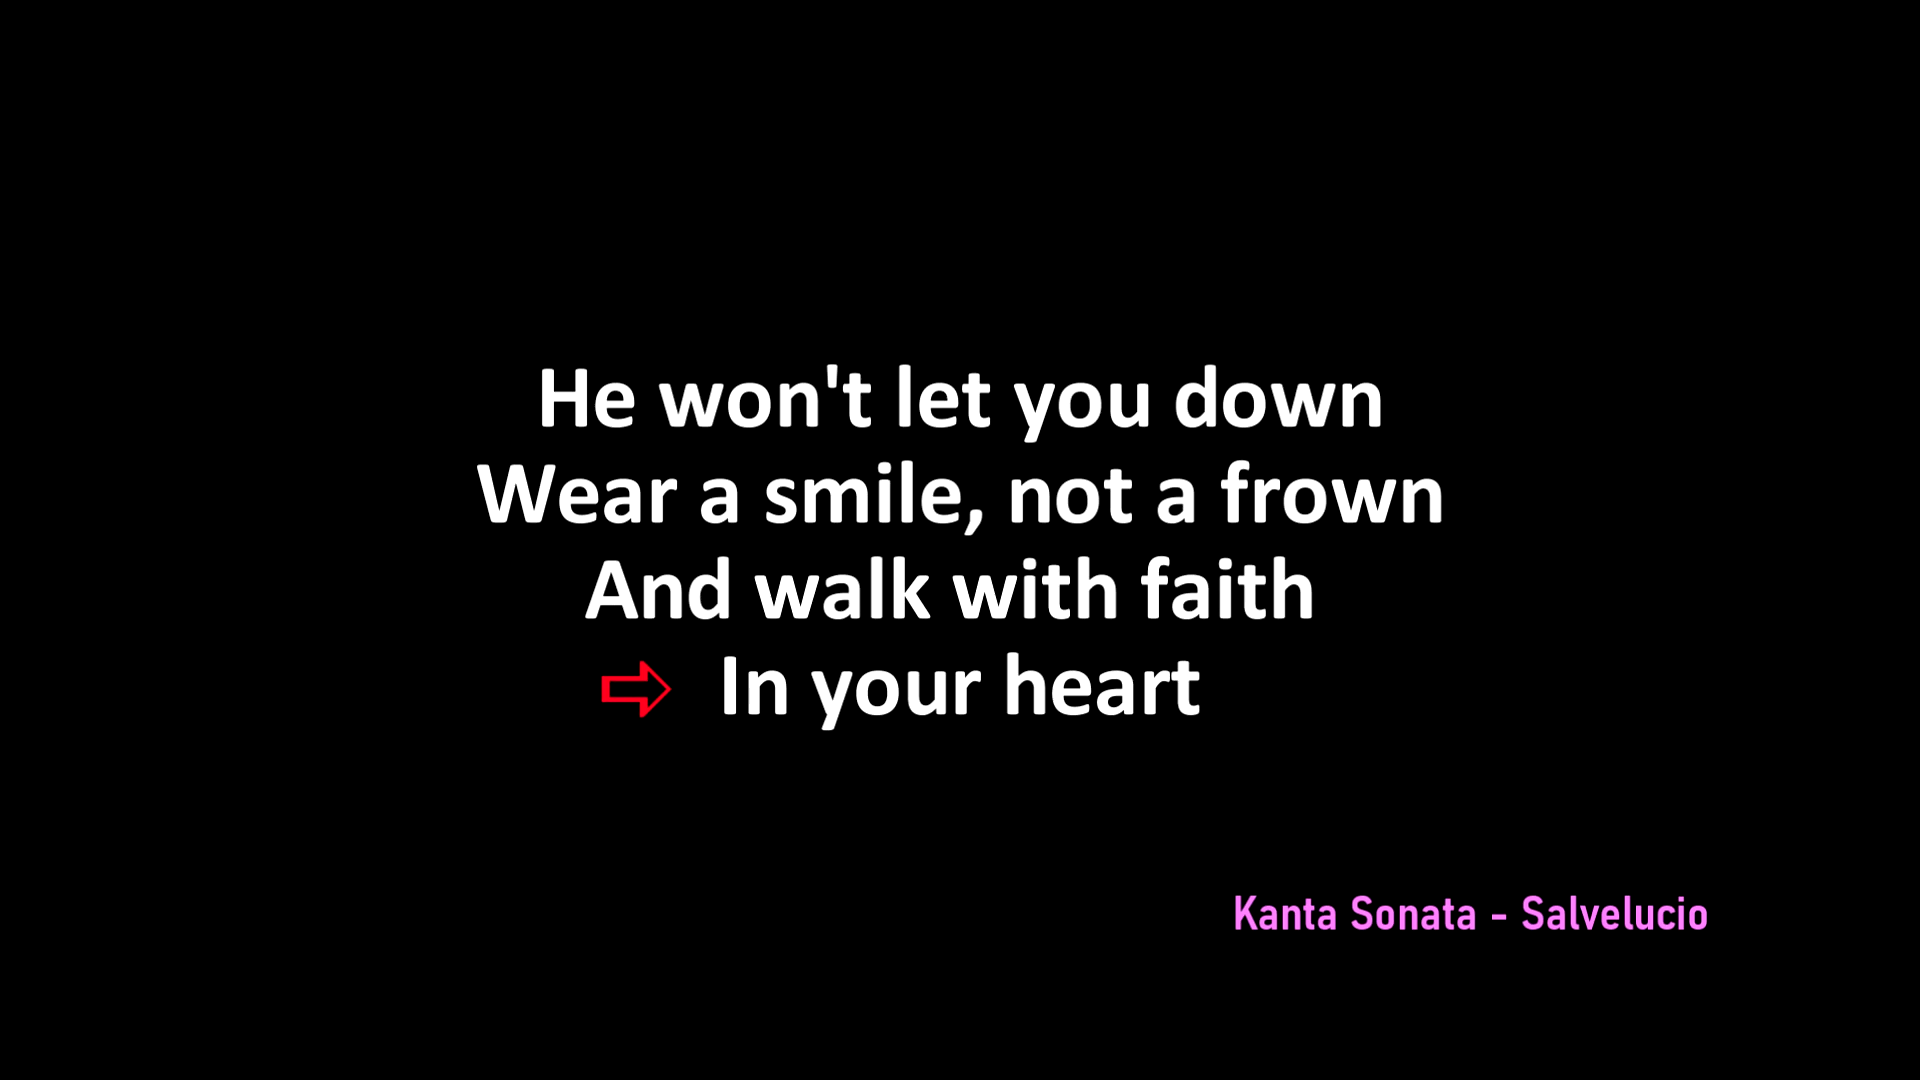 He won't let you down
Wear a smile, not a frown
And walk with faith
⇨ In your heart
Kanta Sonata - Salvelucio